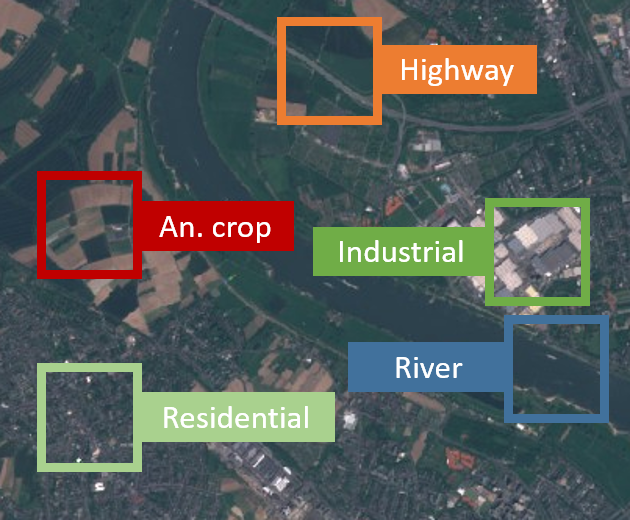 Highway
An. crop
Industrial
River
Residential